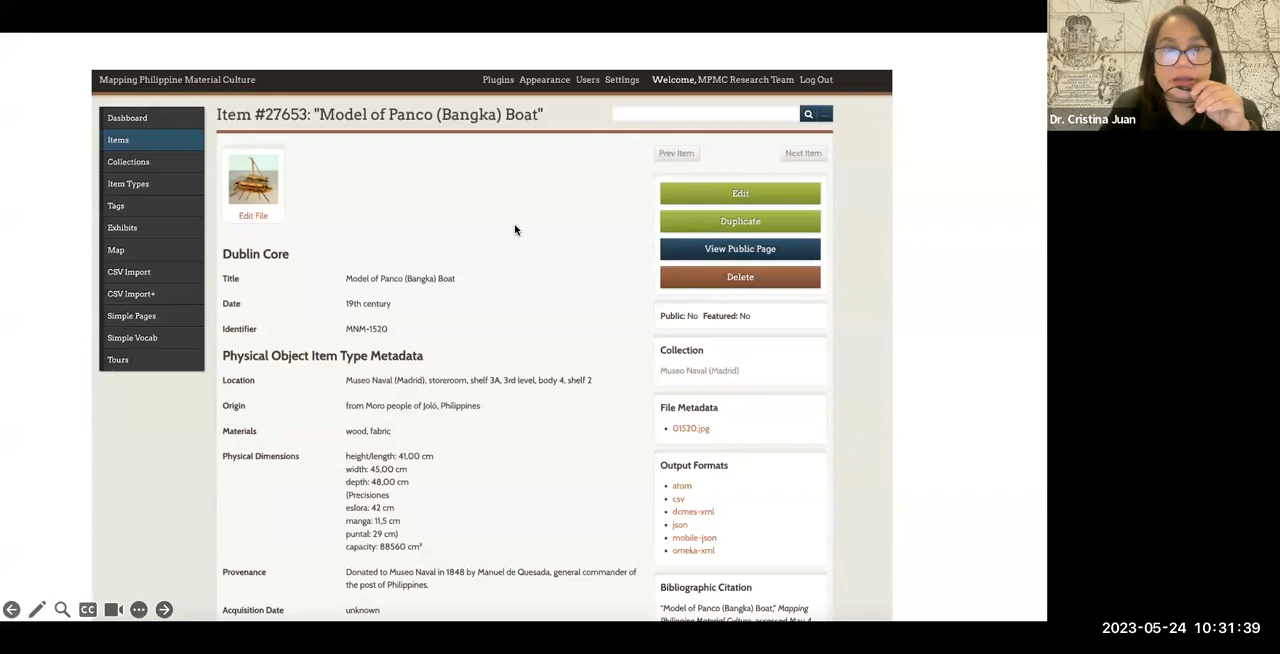 Mapping Philippine Material Culture
Plugins Appearance Users Settings Welcome, MPMC Research Team Log Out
Dr. Cristina Juan
Dashboard
Items
Collections
Item Types
Tags
Exhibits
Map
CSV Import
CSV Import+
Simple Pages
Simple Vocab
Tours
Item #27653: "Model of Panco (Bangka) Boat"
...
Edit File
Dublin Core
Title Model of Panco (Bangka) Boat
Date 19th century
Identifier MNM-1520
Physical Object Item Type Metadata
Location Museo Naval (Madrid), storeroom, shelf 3A, 3rd level, body 4, shelf 2
Origin from Moro people of Joló, Philippines
Materials wood, fabric
Physical Dimensions height/length: 41,00 cm
width: 45,00 cm
depth: 48,00 cm
(Precisiones
eslora: 42 cm
manga: 11,5 cm
puntal: 29 cm)
capacity: 88560 cm³
Provenance Donated to Museo Naval in 1848 by Manuel de Quesada, general commander of
the post of Philippines.
Acquisition Date unknown
Prev Item Next Item
Edit
Duplicate
View Public Page
Delete
Public: No Featured: No
Collection
Museo Naval (Madrid)
File Metadata
01520.jpg
Output Formats
atom
csv
dcmes-xml
json
mobile-json
omeka-xml
Bibliographic Citation
"Model of Panco (Bangka) Boat," Mapping
Philippine Material Culture, accessed May 4,
CC
2023-05-24 10:31:39